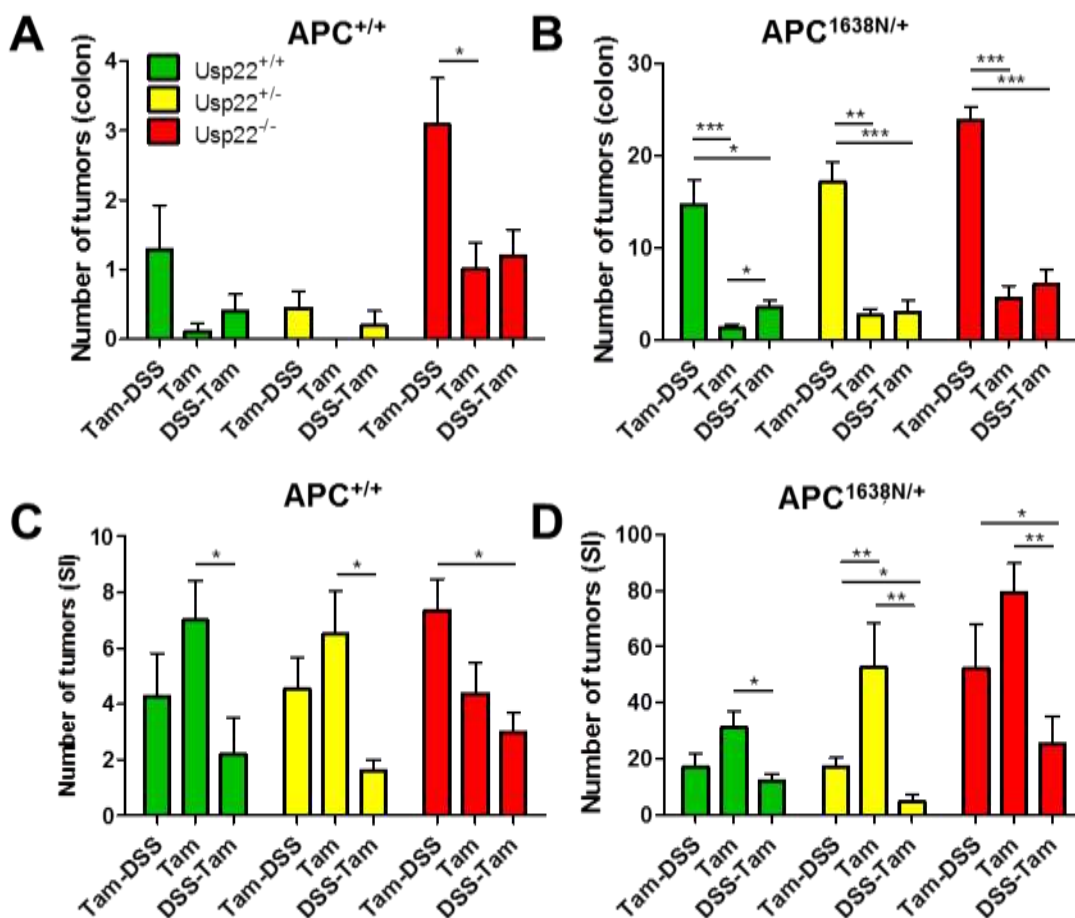 A
APC+/+
Number of tumors (colon)
4
3
2
1
0
Usp22+/+
Usp22+/-
Usp22-/-
*
Tam-DSS
Tam
DSS-Tam
Tam-DSS
Tam
DSS-Tam
Tam-DSS
Tam
DSS-Tam
B
APC1638N/+
Number of tumors (colon)
30
20
10
0
***
*
*
**
***
***
***
Tam-DSS
Tam
DSS-Tam
Tam-DSS
Tam
DSS-Tam
Tam-DSS
Tam
DSS-Tam
C
APC+/+
Number of tumors (SI)
10
8
6
4
2
0
*
*
*
Tam-DSS
Tam
DSS-Tam
Tam-DSS
Tam
DSS-Tam
Tam-DSS
Tam
DSS-Tam
D
APC1638N/+
Number of tumors (SI)
100
80
60
40
20
0
*
**
*
**
*
**
Tam-DSS
Tam
DSS-Tam
Tam-DSS
Tam
DSS-Tam
Tam-DSS
Tam
DSS-Tam